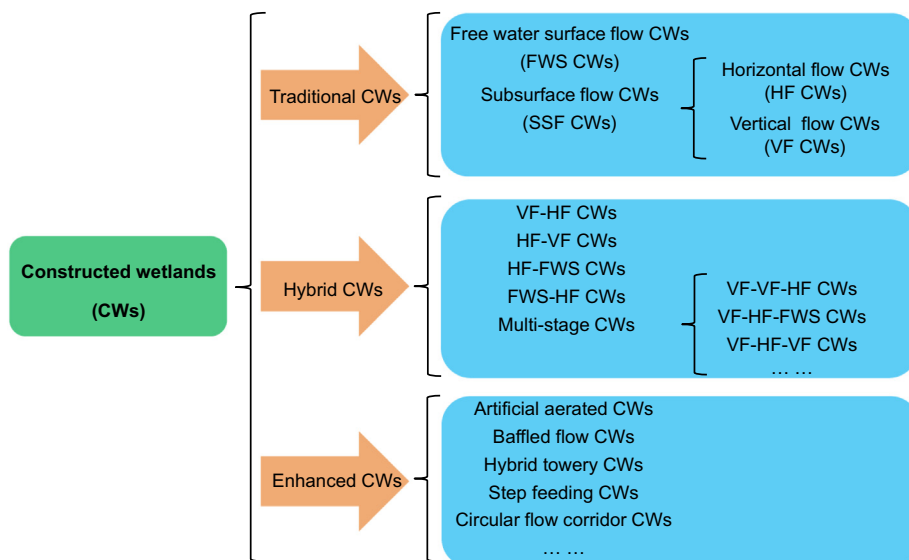 Constructed wetlands
(CWs)
Traditional CWs
Free water surface flow CWs
(FWS CWs)
Subsurface flow CWs
(SSF CWs)
Horizontal flow CWs
(HF CWs)
Vertical flow CWs
(VF CWs)
Hybrid CWs
VF-HF CWs
HF-VF CWs
HF-FWS CWs
FWS-HF CWs
Multi-stage CWs
VF-VF-HF CWs
VF-HF-FWS CWs
VF-HF-VF CWs
... ...
Enhanced CWs
Artificial aerated CWs
Baffled flow CWs
Hybrid towery CWs
Step feeding CWs
Circular flow corridor CWs
... ...